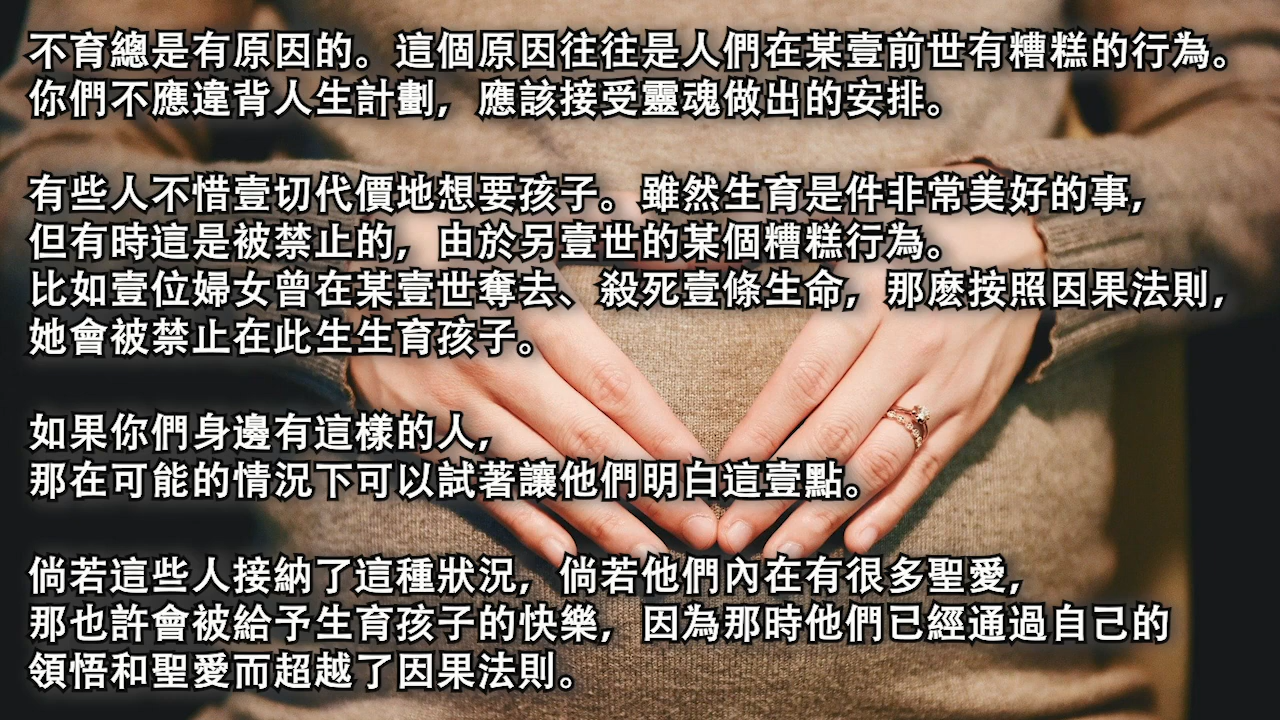 不育總是有原因的。這個原因往往是人們在某壹前世有糟糕的行為。
你們不應違背人生計劃，應該接受靈魂做出的安排。
有些人不惜壹切代價地想要孩子。雖然生育是件非常美好的事，
但有時這是被禁止的，由於另壹世的某個糟糕行為。
比如壹位婦女曾在某壹世奪去、殺死壹條生命，那麽按照因果法則，
她會被禁止在此生生育孩子。
如果你們身邊有這樣的人，
那在可能的情況下可以試著讓他們明白這壹點。
倘若這些人接納了這種狀況，倘若他們內在有很多聖愛，
那也許會被給予生育孩子的快樂，因為那時他們已經通過自己的
領悟和聖愛而超越了因果法則。